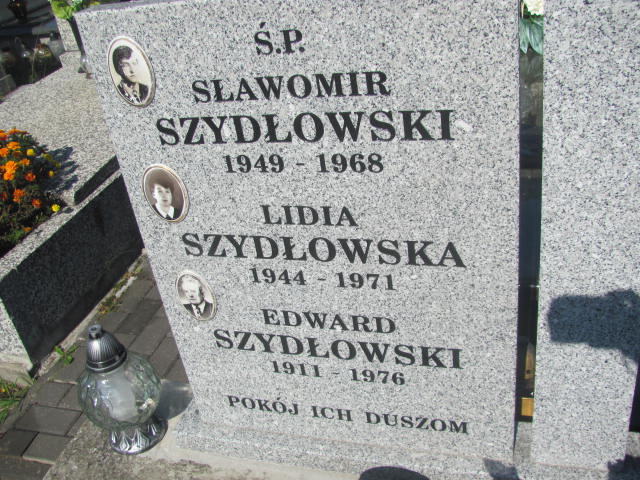 Ś.P.
SŁAWOMIR
SZYDŁOWSKI
1949 - 1968
LIDIA
SZYDŁOWSKA
1944 - 1971
EDWARD
SZYDŁOWSKI
1911 - 1976
POKÓJ ICH DUSZOM